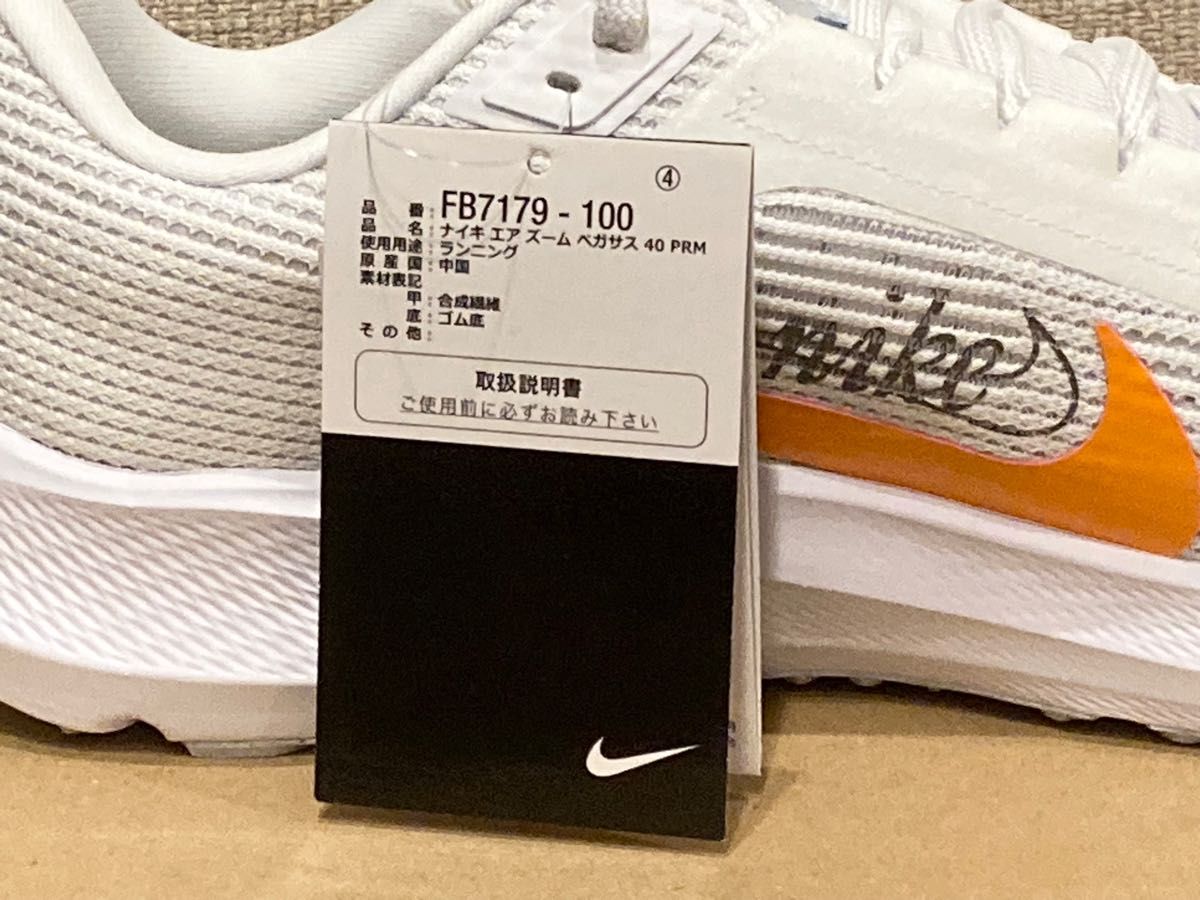 ④
品番 : FB7179 - 100
品名 : ナイキ エア ズーム ペガサス 40 PRM
使用用途 : ランニング
原産国 : 中国
素材表記
甲 : 合成繊維
底 : ゴム底
その他 :
取扱説明書
ご使用前に必ずお読み下さい
nike